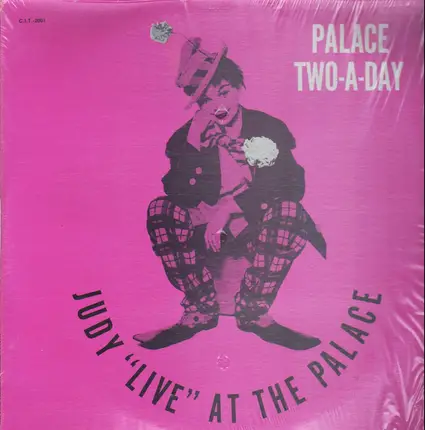 PALACE
TWO-A-DAY
JUDY "LIVE" AT THE PALACE